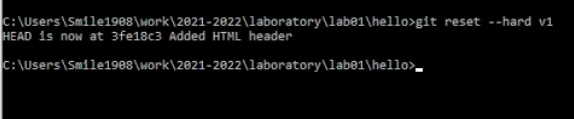 C:\Users\Smile1908\work\2021-2022\laboratory\lab01\hello>git reset --hard v1
HEAD is now at 3fe18c3 Added HTML header
C:\Users\Smile1908\work\2021-2022\laboratory\lab01\hello>